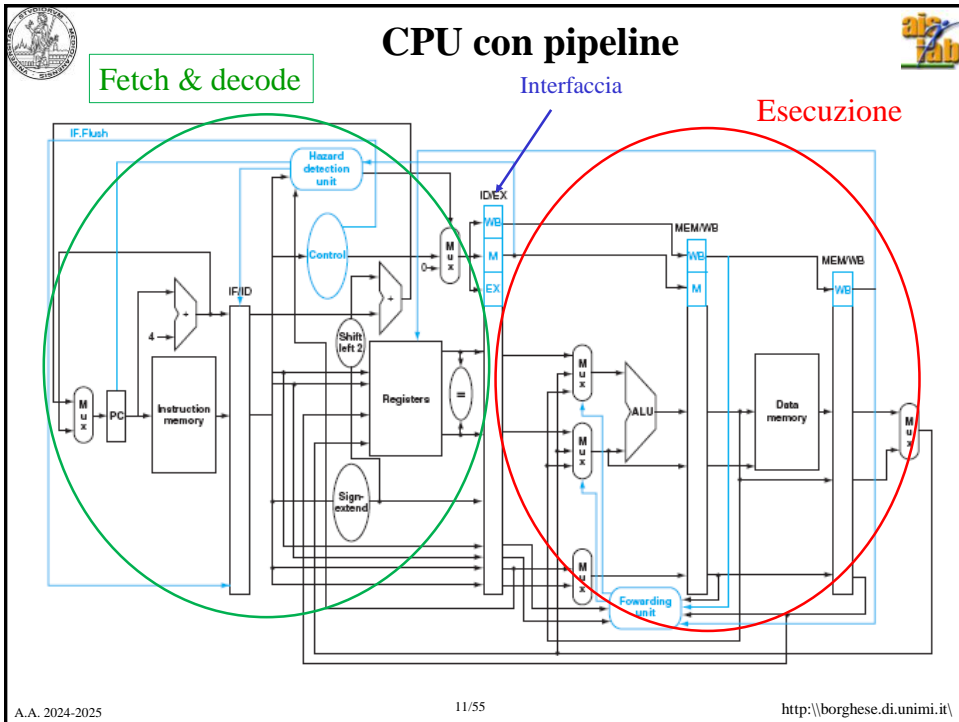 CPU con pipeline
Fetch & decode
Interfaccia
Esecuzione
IF.Flush
Hazard
detection
unit
ID/EX
WB
M
EX
MEM/WB
WB
M
MEM/WB
WB
Control
M
u
x
0
IF/ID
+
4
+
Shift
left 2
M
u
x
PC
Instruction
memory
Registers
=
M
u
x
M
u
x
ALU
Data
memory
M
u
x
Sign-
extend
M
u
x
Fowarding
unit
A.A. 2024-2025
11/55
http:\\borghese.di.unimi.it\
ais
lab